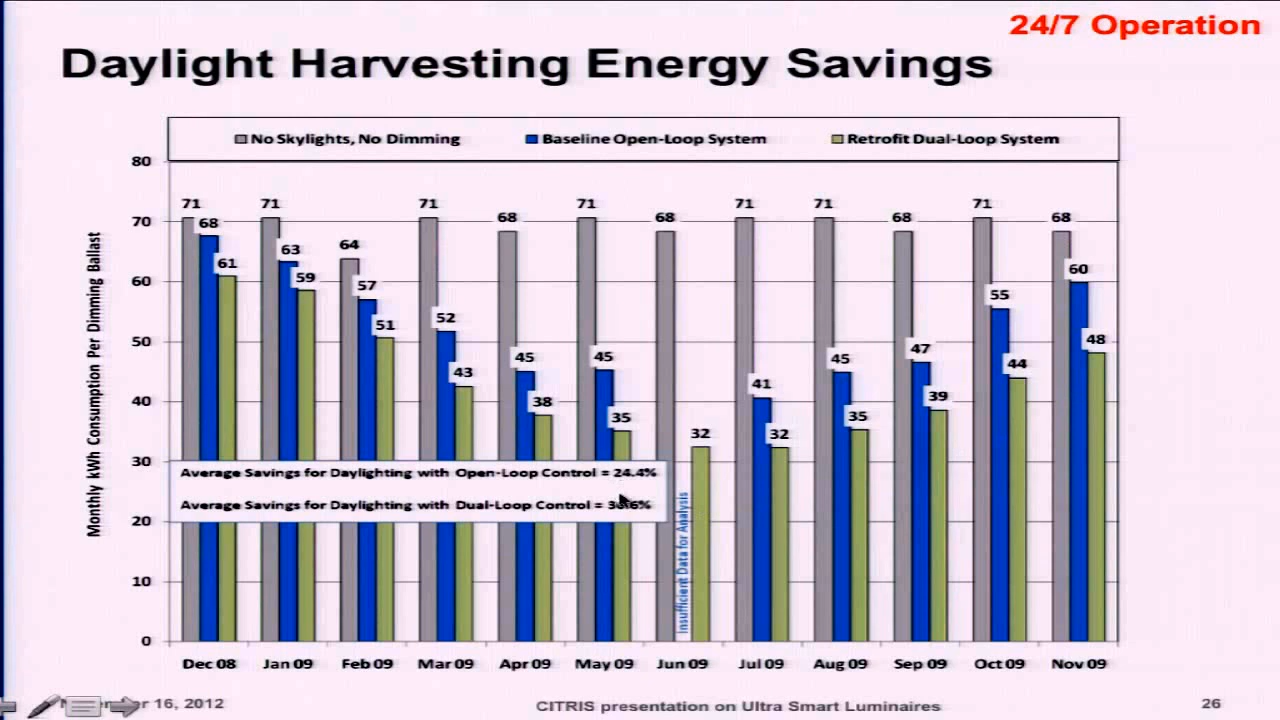 24/7 Operation
Daylight Harvesting Energy Savings
No Skylights, No Dimming Baseline Open-Loop System Retrofit Dual-Loop System
Monthly kWh Consumption Per Dimming Ballast
80
70
60
50
40
30
20
10
0
71 68 61
71 63 59
64 57 51
71 52 43
68 45 38
71 45 35
68 32
71 41 32
71 45 35
68 47 39
71 55 44
68 60 48
Insufficient Data for Analysis
Average Savings for Daylighting with Open-Loop Control = 24.4%
Average Savings for Daylighting with Dual-Loop Control =
Dec 08 Jan 09 Feb 09 Mar 09 Apr 09 May 09 Jun 09 Jul 09 Aug 09 Sep 09 Oct 09 Nov 09
16, 2012 CITRIS presentation on Ultra Smart Luminaires 26